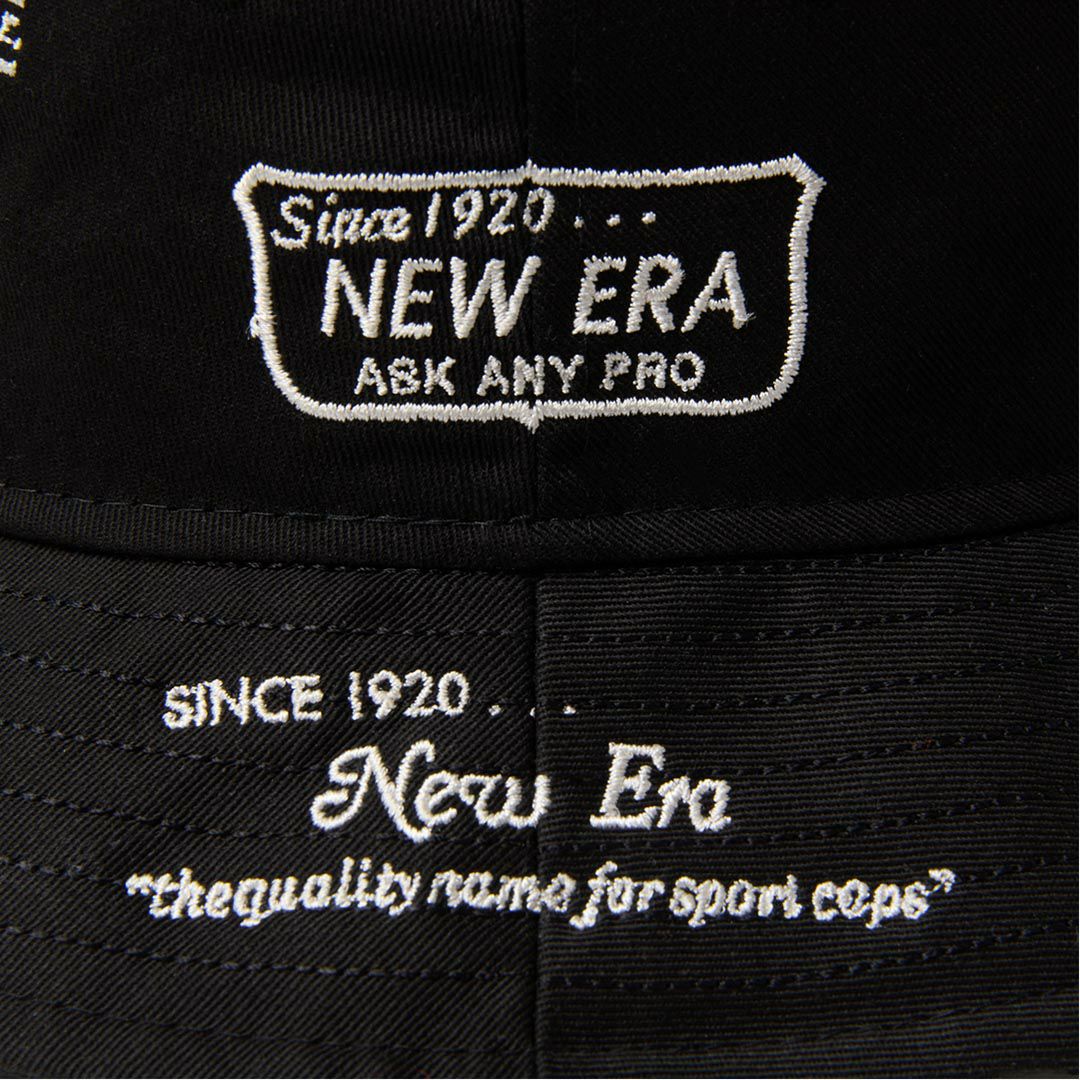 Since 1920...
NEW ERA
ASK ANY PRO
SINCE 1920...
New Era
"the quality name for sport caps"